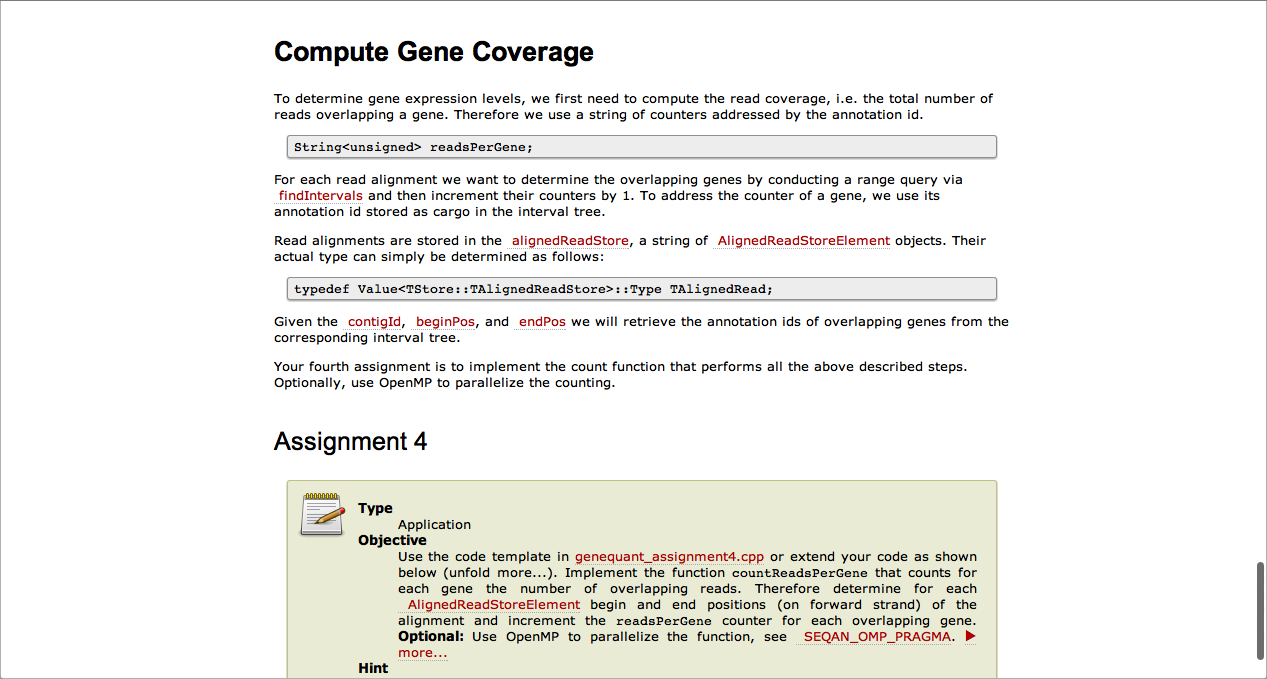 Compute Gene Coverage
To determine gene expression levels, we first need to compute the read coverage, i.e. the total number of
reads overlapping a gene. Therefore we use a string of counters addressed by the annotation id.
String<unsigned> readsPerGene;
For each read alignment we want to determine the overlapping genes by conducting a range query via
findIntervals and then increment their counters by 1. To address the counter of a gene, we use its
annotation id stored as cargo in the interval tree.
Read alignments are stored in the alignedReadStore, a string of AlignedReadStoreElement objects. Their
actual type can simply be determined as follows:
typedef Value<TStore::TAlignedReadStore>::Type TAlignedRead;
Given the contigId, beginPos, and endPos we will retrieve the annotation ids of overlapping genes from the
corresponding interval tree.
Your fourth assignment is to implement the count function that performs all the above described steps.
Optionally, use OpenMP to parallelize the counting.
Assignment 4
Type
Application
Objective
Use the code template in genequant_assignment4.cpp or extend your code as shown
below (unfold more...). Implement the function countReadsPerGene that counts for
each gene the number of overlapping reads. Therefore determine for each
AlignedReadStoreElement begin and end positions (on forward strand) of the
alignment and increment the readsPerGene counter for each overlapping gene.
Optional: Use OpenMP to parallelize the function, see SEQAN_OMP_PRAGMA. ▶
more...
Hint